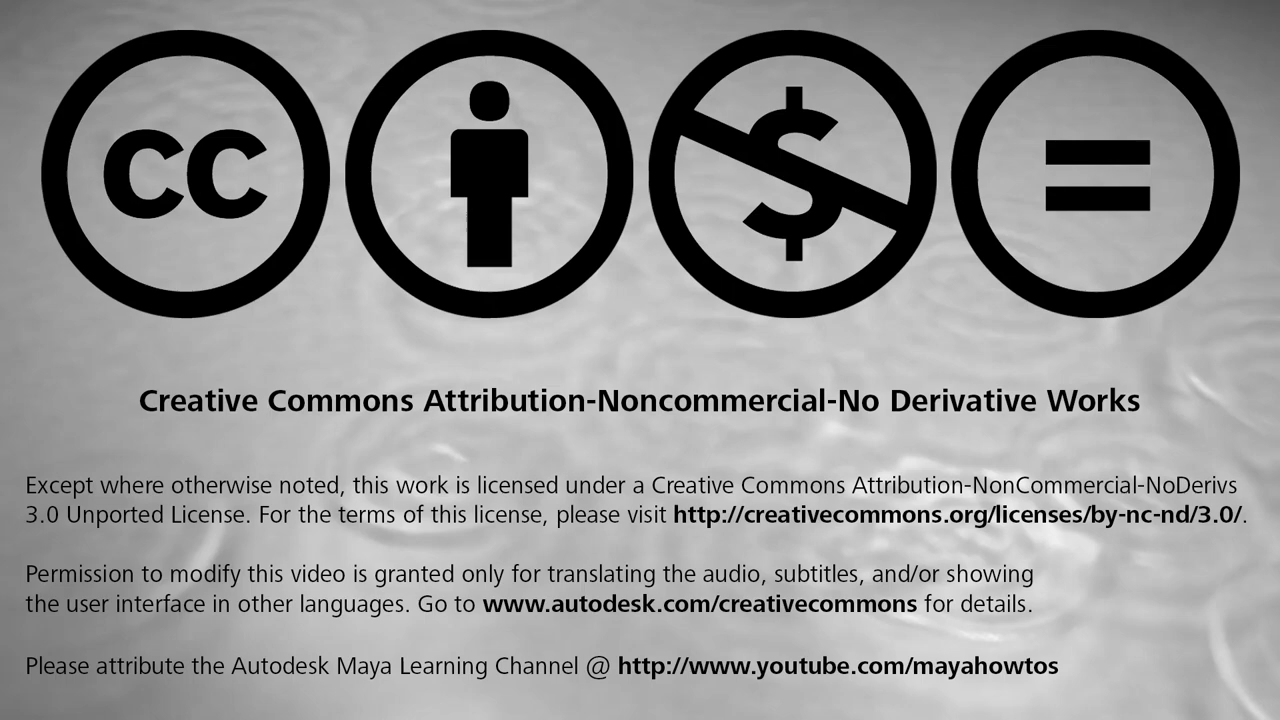 cc $ =
Creative Commons Attribution-Noncommercial-No Derivative Works
Except where otherwise noted, this work is licensed under a Creative Commons Attribution-NonCommercial-NoDerivs
3.0 Unported License. For the terms of this license, please visit http://creativecommons.org/licenses/by-nc-nd/3.0/.
Permission to modify this video is granted only for translating the audio, subtitles, and/or showing
the user interface in other languages. Go to www.autodesk.com/creativecommons for details.
Please attribute the Autodesk Maya Learning Channel @ http://www.youtube.com/mayahowtos